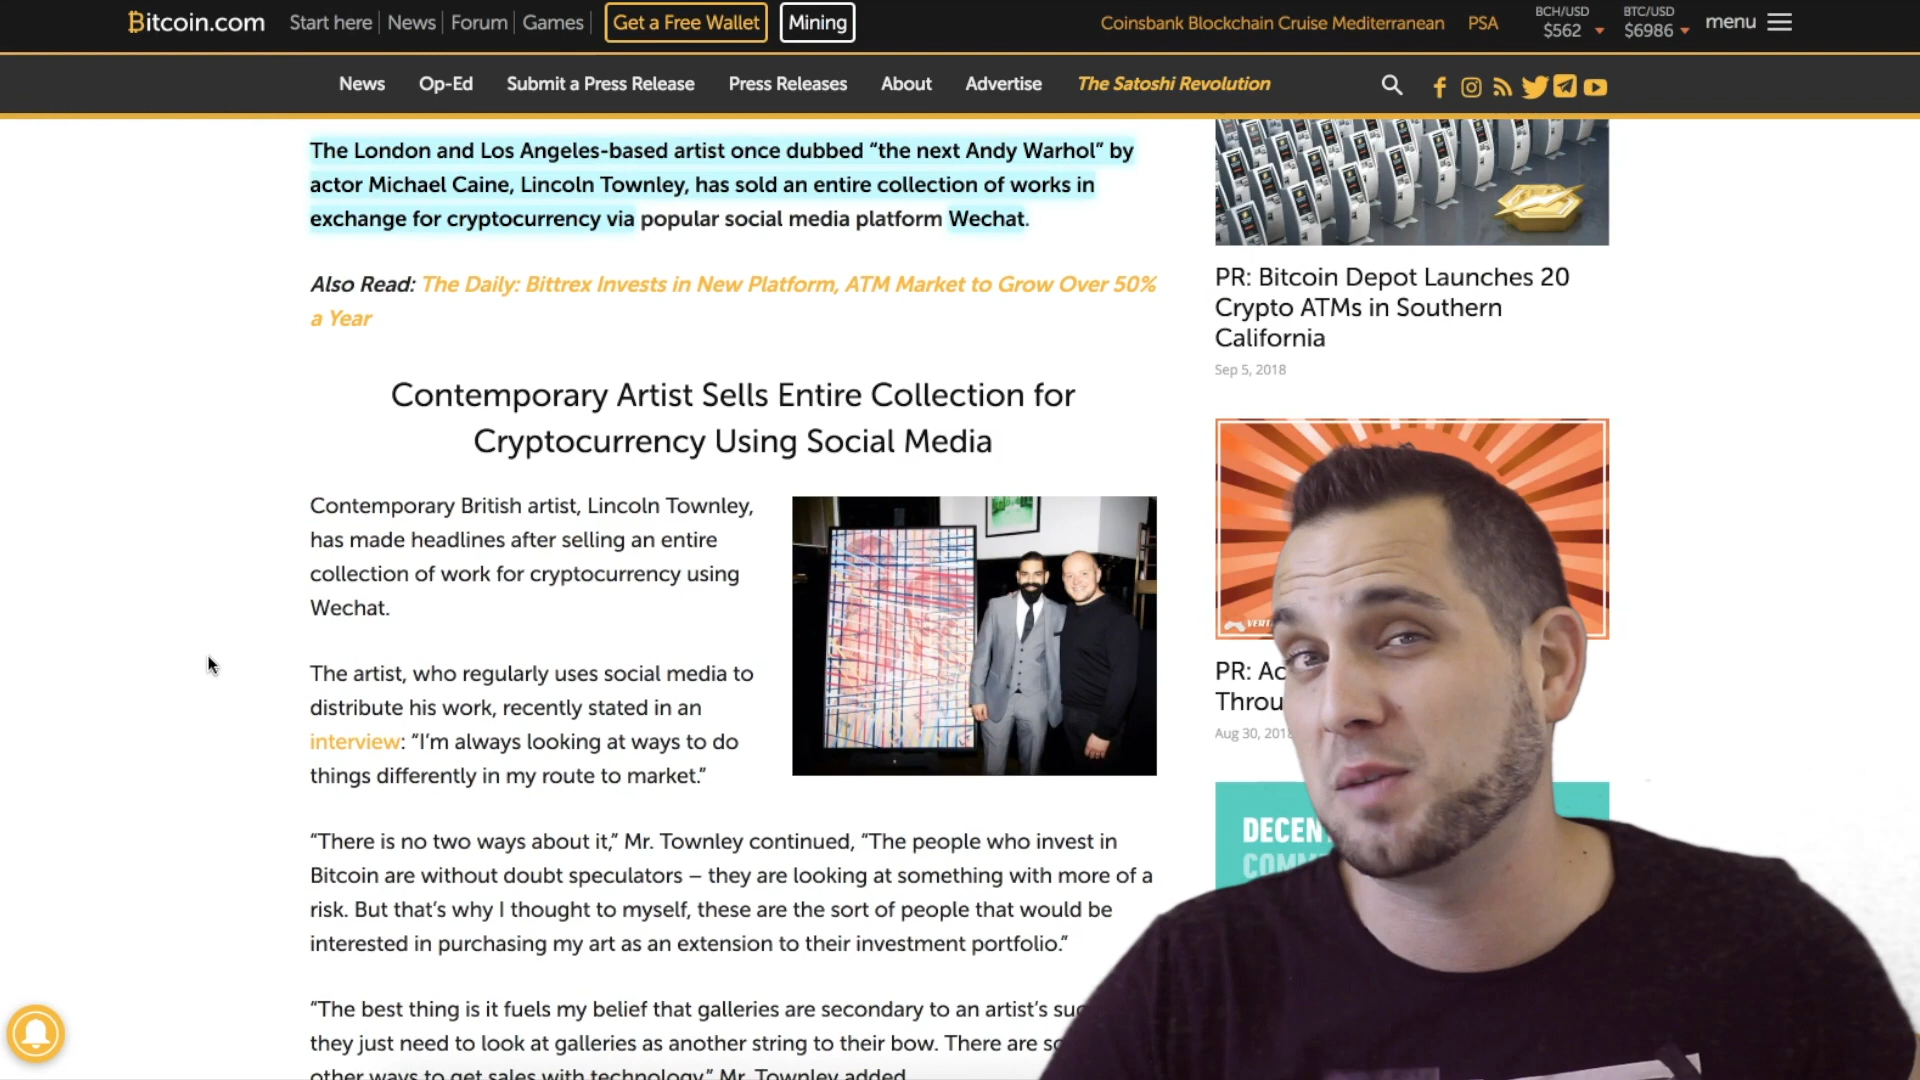 Bitcoin.com
Start here
News
Forum
Games
Get a Free Wallet
Mining
Coinsbank Blockchain Cruise Mediterranean
PSA
BCH/USD
$562
BTC/USD
$6986
menu
News
Op-Ed
Submit a Press Release
Press Releases
About
Advertise
The Satoshi Revolution
The London and Los Angeles-based artist once dubbed “the next Andy Warhol” by
actor Michael Caine, Lincoln Townley, has sold an entire collection of works in
exchange for cryptocurrency via popular social media platform Wechat.
Also Read: The Daily: Bittrex Invests in New Platform, ATM Market to Grow Over 50%
a Year
Contemporary Artist Sells Entire Collection for
Cryptocurrency Using Social Media
Contemporary British artist, Lincoln Townley,
has made headlines after selling an entire
collection of work for cryptocurrency using
Wechat.
The artist, who regularly uses social media to
distribute his work, recently stated in an
interview: “I’m always looking at ways to do
things differently in my route to market.”
“There is no two ways about it,” Mr. Townley continued, “The people who invest in
Bitcoin are without doubt speculators – they are looking at something with more of a
risk. But that’s why I thought to myself, these are the sort of people that would be
interested in purchasing my art as an extension to their investment portfolio.”
“The best thing is it fuels my belief that galleries are secondary to an artist’s
they just need to look at galleries as another string to their bow. There are
other ways to get sales with technology,” Mr. Townley added.
PR: Bitcoin Depot Launches 20
Crypto ATMs in Southern
California
Sep 5, 2018
PR:
Aug 30,